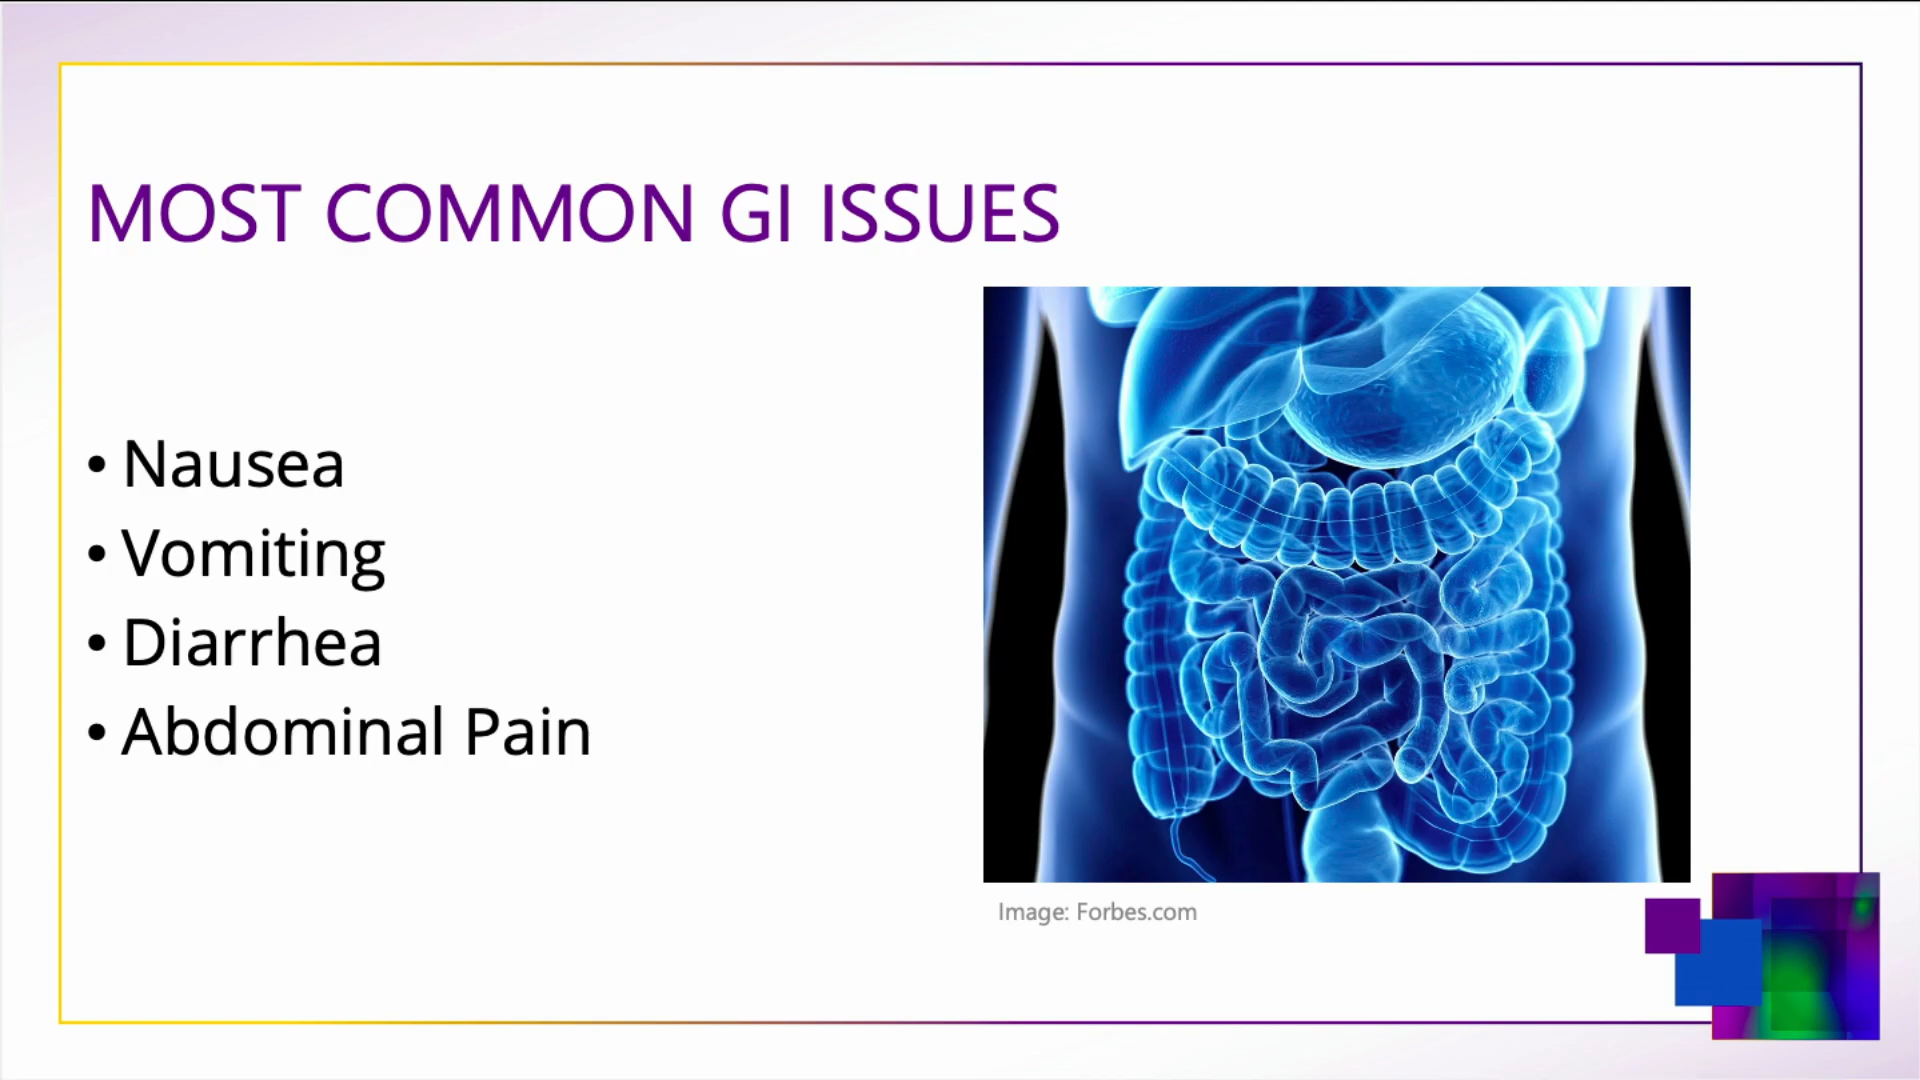 MOST COMMON GI ISSUES
• Nausea
• Vomiting
• Diarrhea
• Abdominal Pain
Image: Forbes.com